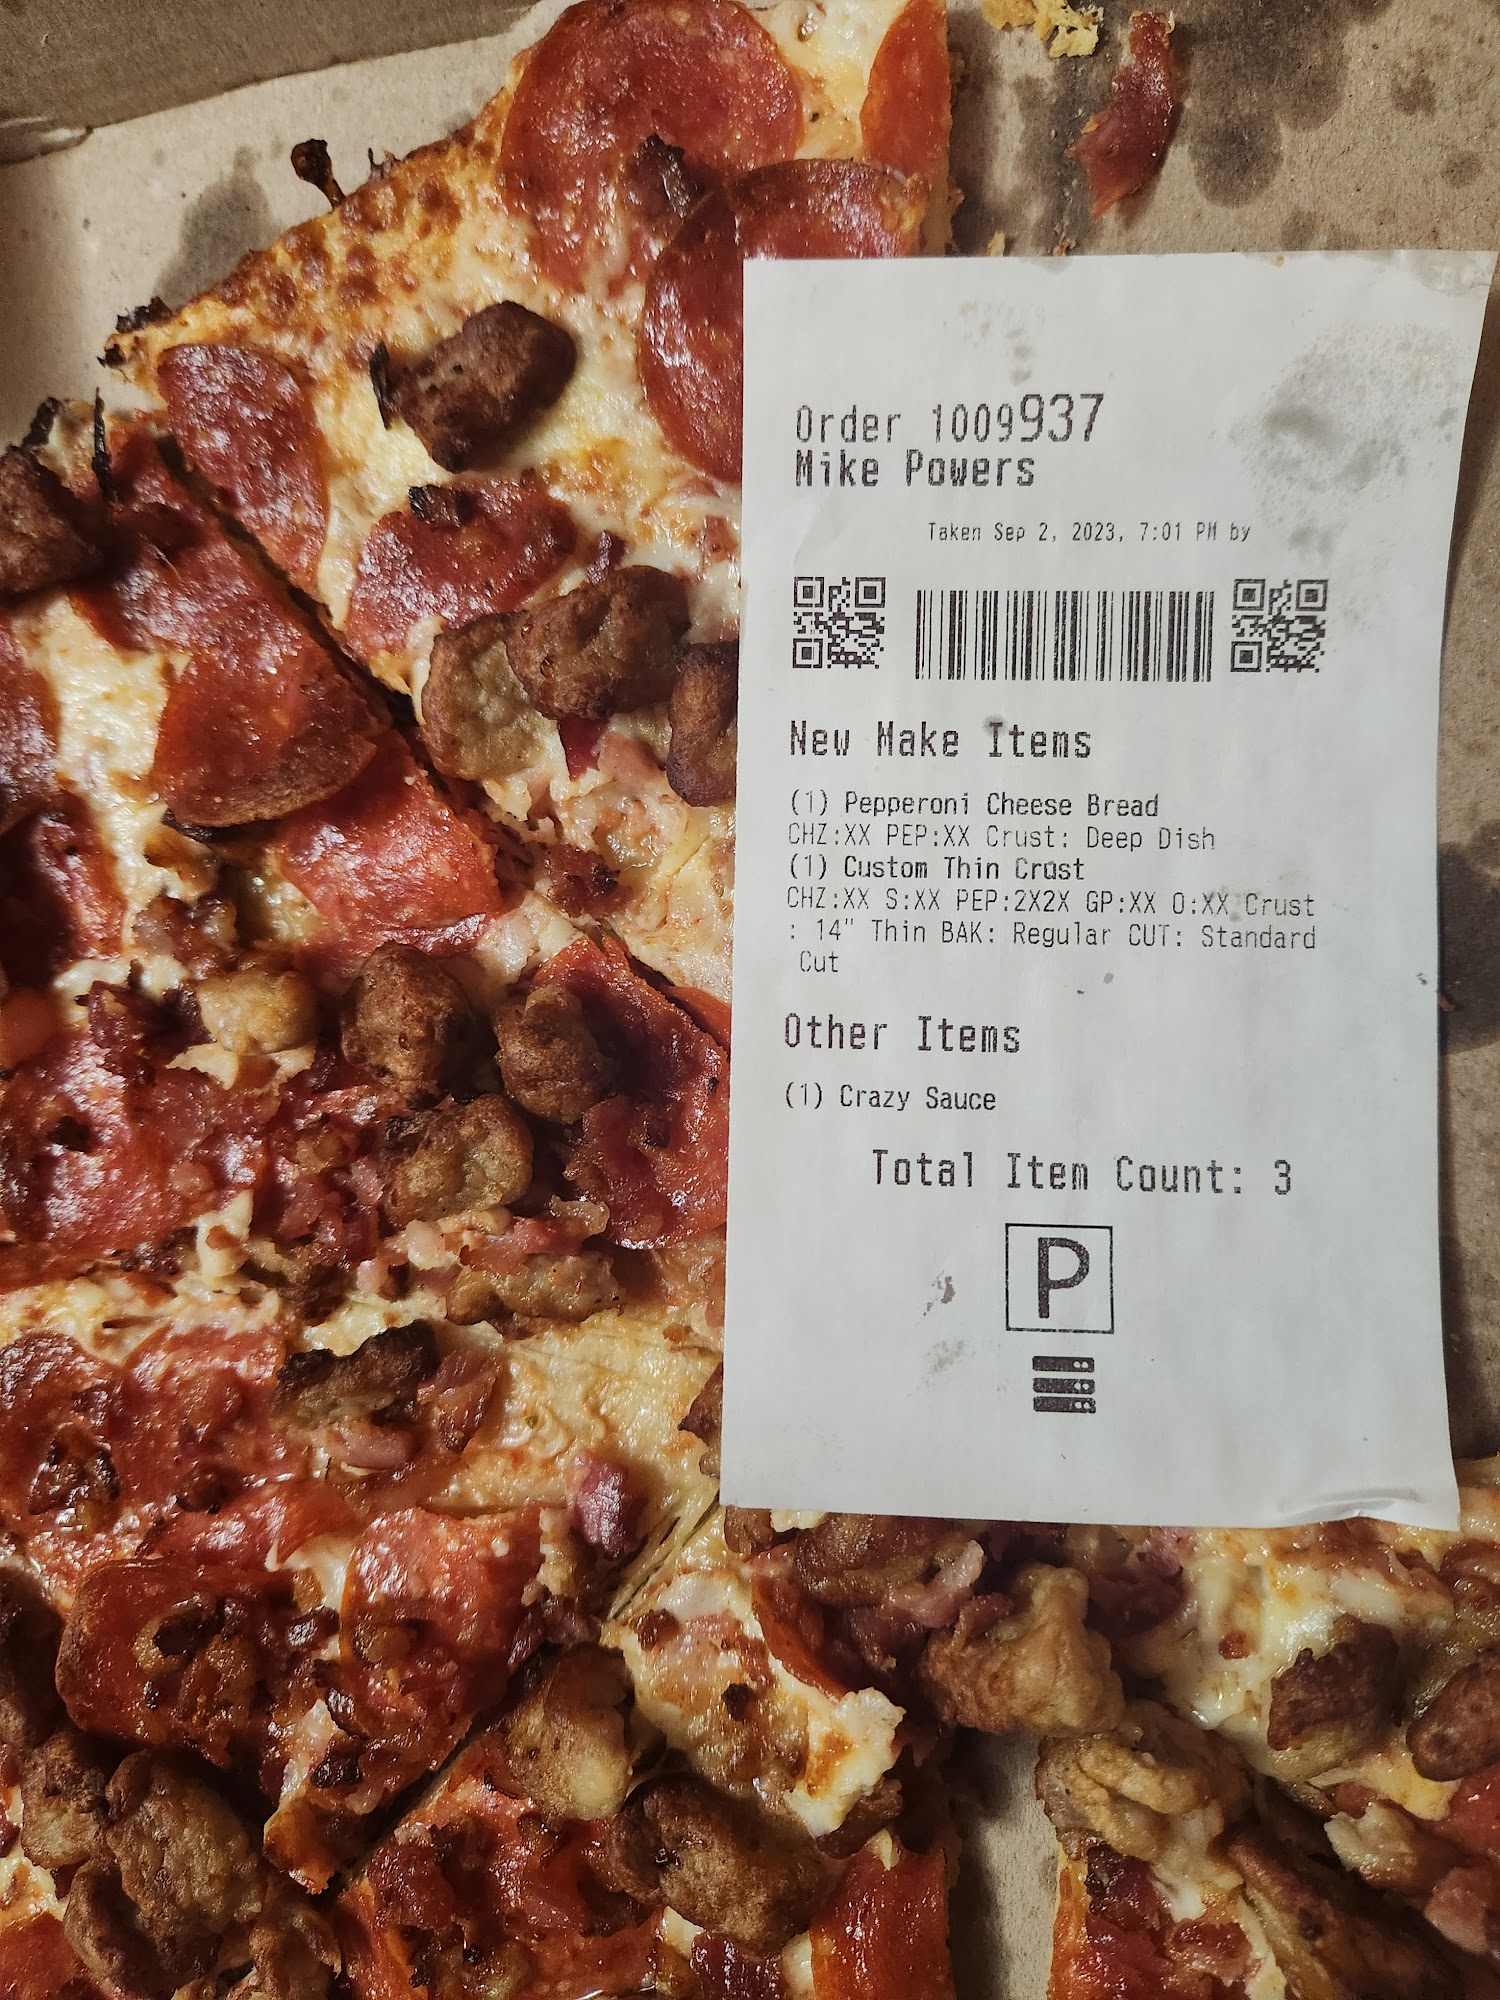 Order 1009937
Mike Powers
Taken Sep 2, 2023, 7:01 PM by
New Make Items
(1) Pepperoni Cheese Bread
CHZ:XX PEP:XX Crust: Deep Dish
(1) Custom Thin Crust
CHZ:XX S:XX PEP:2X2X GP:XX O:XX Crust
: 14" Thin BAK: Regular CUT: Standard
Cut
Other Items
(1) Crazy Sauce
Total Item Count: 3
P